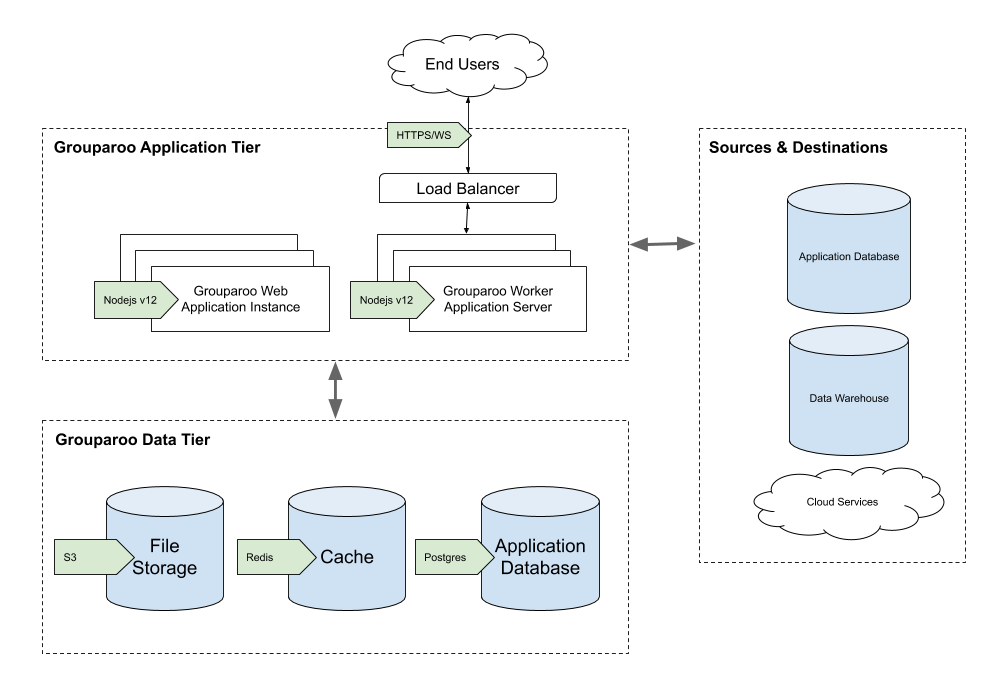 End Users
HTTPS/WS
Grouparoo Application Tier
Load Balancer
Nodejs v12
Grouparoo Web
Application Instance
Nodejs v12
Grouparoo Worker
Application Server
Sources & Destinations
Application Database
Data Warehouse
Cloud Services
Grouparoo Data Tier
S3
File
Storage
Redis
Cache
Postgres
Application
Database